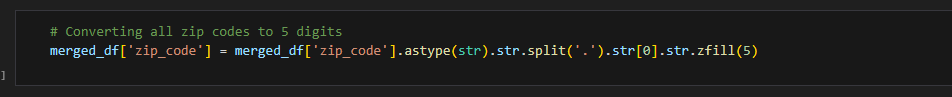 # Converting all zip codes to 5 digits
merged_df['zip_code'] = merged_df['zip_code'].astype(str).str.split('.').str[0].str.zfill(5)
]